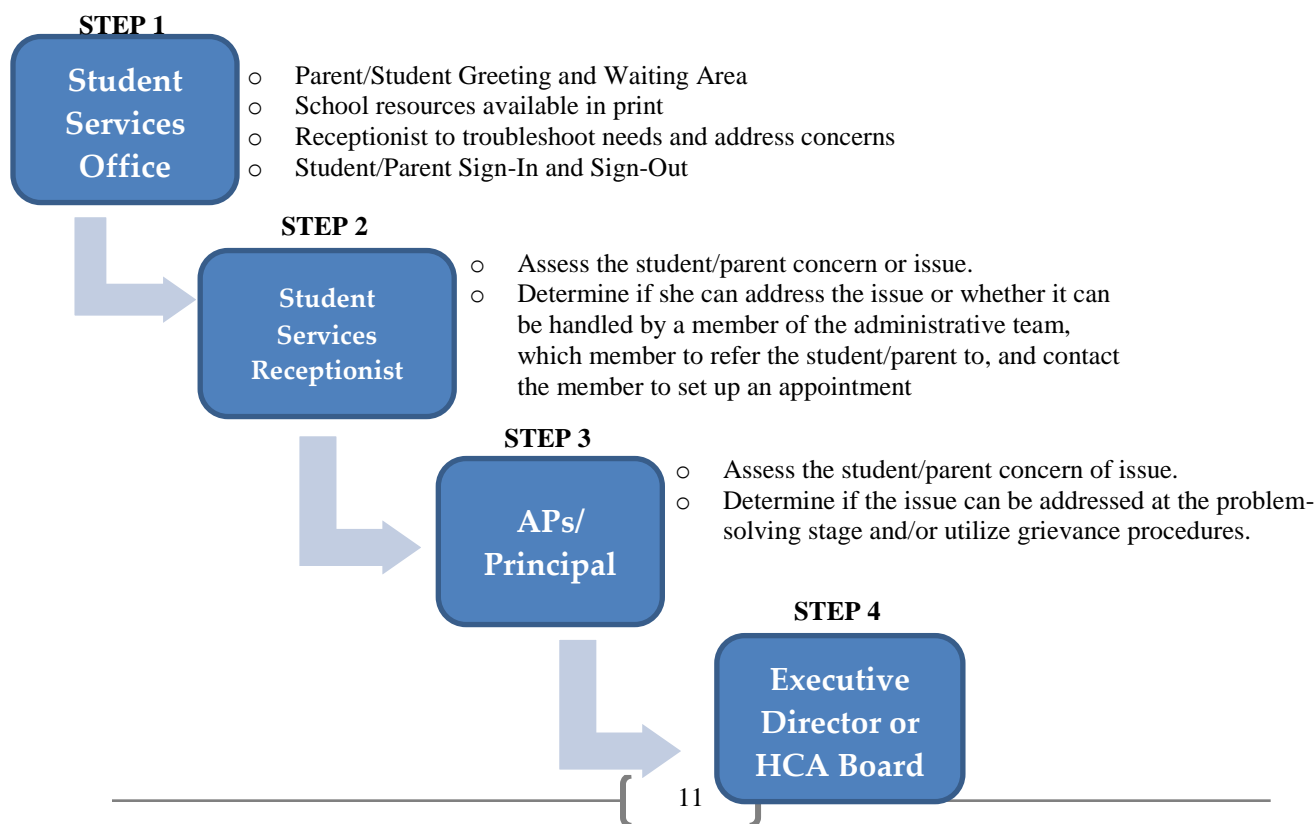 STEP 1
Student
Services
Office
o Parent/Student Greeting and Waiting Area
o School resources available in print
o Receptionist to troubleshoot needs and address concerns
o Student/Parent Sign-In and Sign-Out
STEP 2
Student
Services
Receptionist
o Assess the student/parent concern or issue.
o Determine if she can address the issue or whether it can
be handled by a member of the administrative team,
which member to refer the student/parent to, and contact
the member to set up an appointment
STEP 3
APs/
Principal
o Assess the student/parent concern of issue.
o Determine if the issue can be addressed at the problem-
solving stage and/or utilize grievance procedures.
STEP 4
Executive
Director or
HCA Board
11